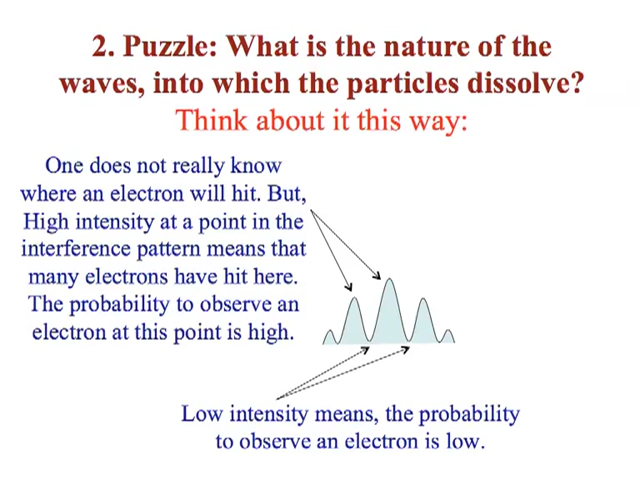 2. Puzzle: What is the nature of the
waves, into which the particles dissolve?
Think about it this way:
One does not really know
where an electron will hit. But,
High intensity at a point in the
interference pattern means that
many electrons have hit here.
The probability to observe an
electron at this point is high.
Low intensity means, the probability
to observe an electron is low.